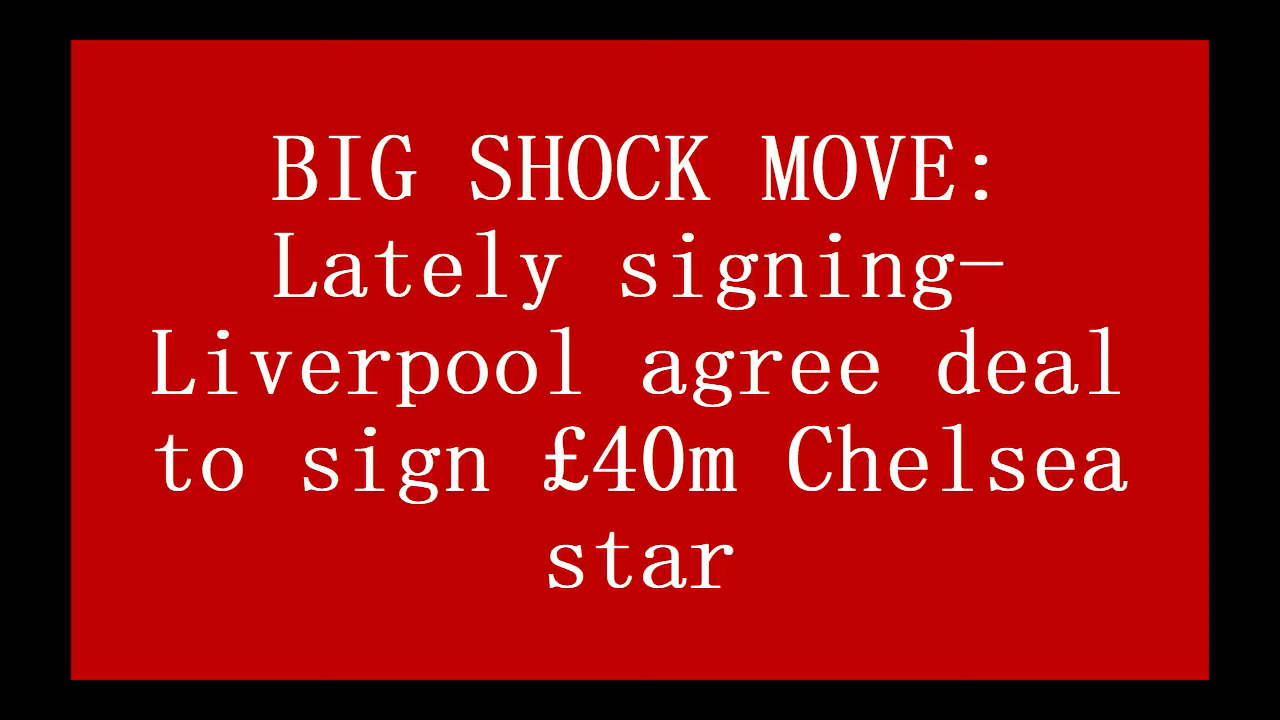 BIG SHOCK MOVE:
Lately signing-
Liverpool agree deal
to sign £40m Chelsea
star